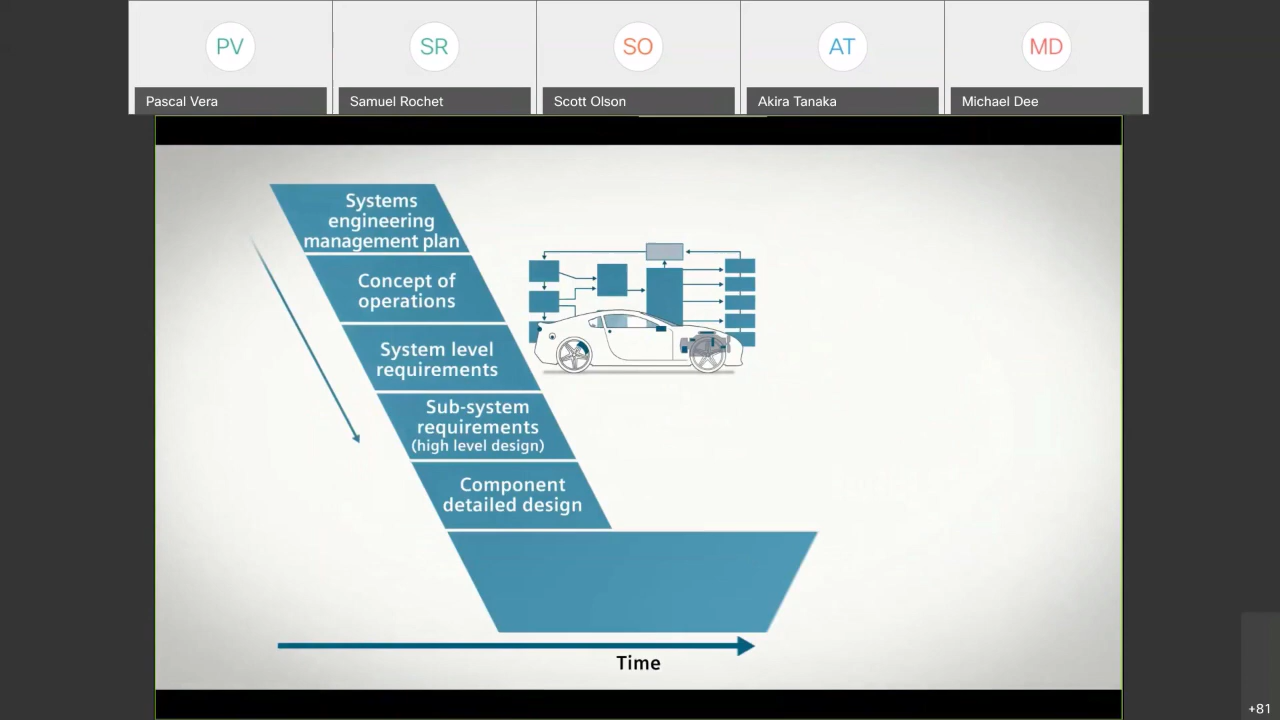 PV
SR
SO
AT
MD
Pascal Vera
Samuel Rochet
Scott Olson
Akira Tanaka
Michael Dee
Systems
engineering
management plan
Concept of
operations
System level
requirements
Sub-system
requirements
(high level design)
Component
detailed design
Time
+81